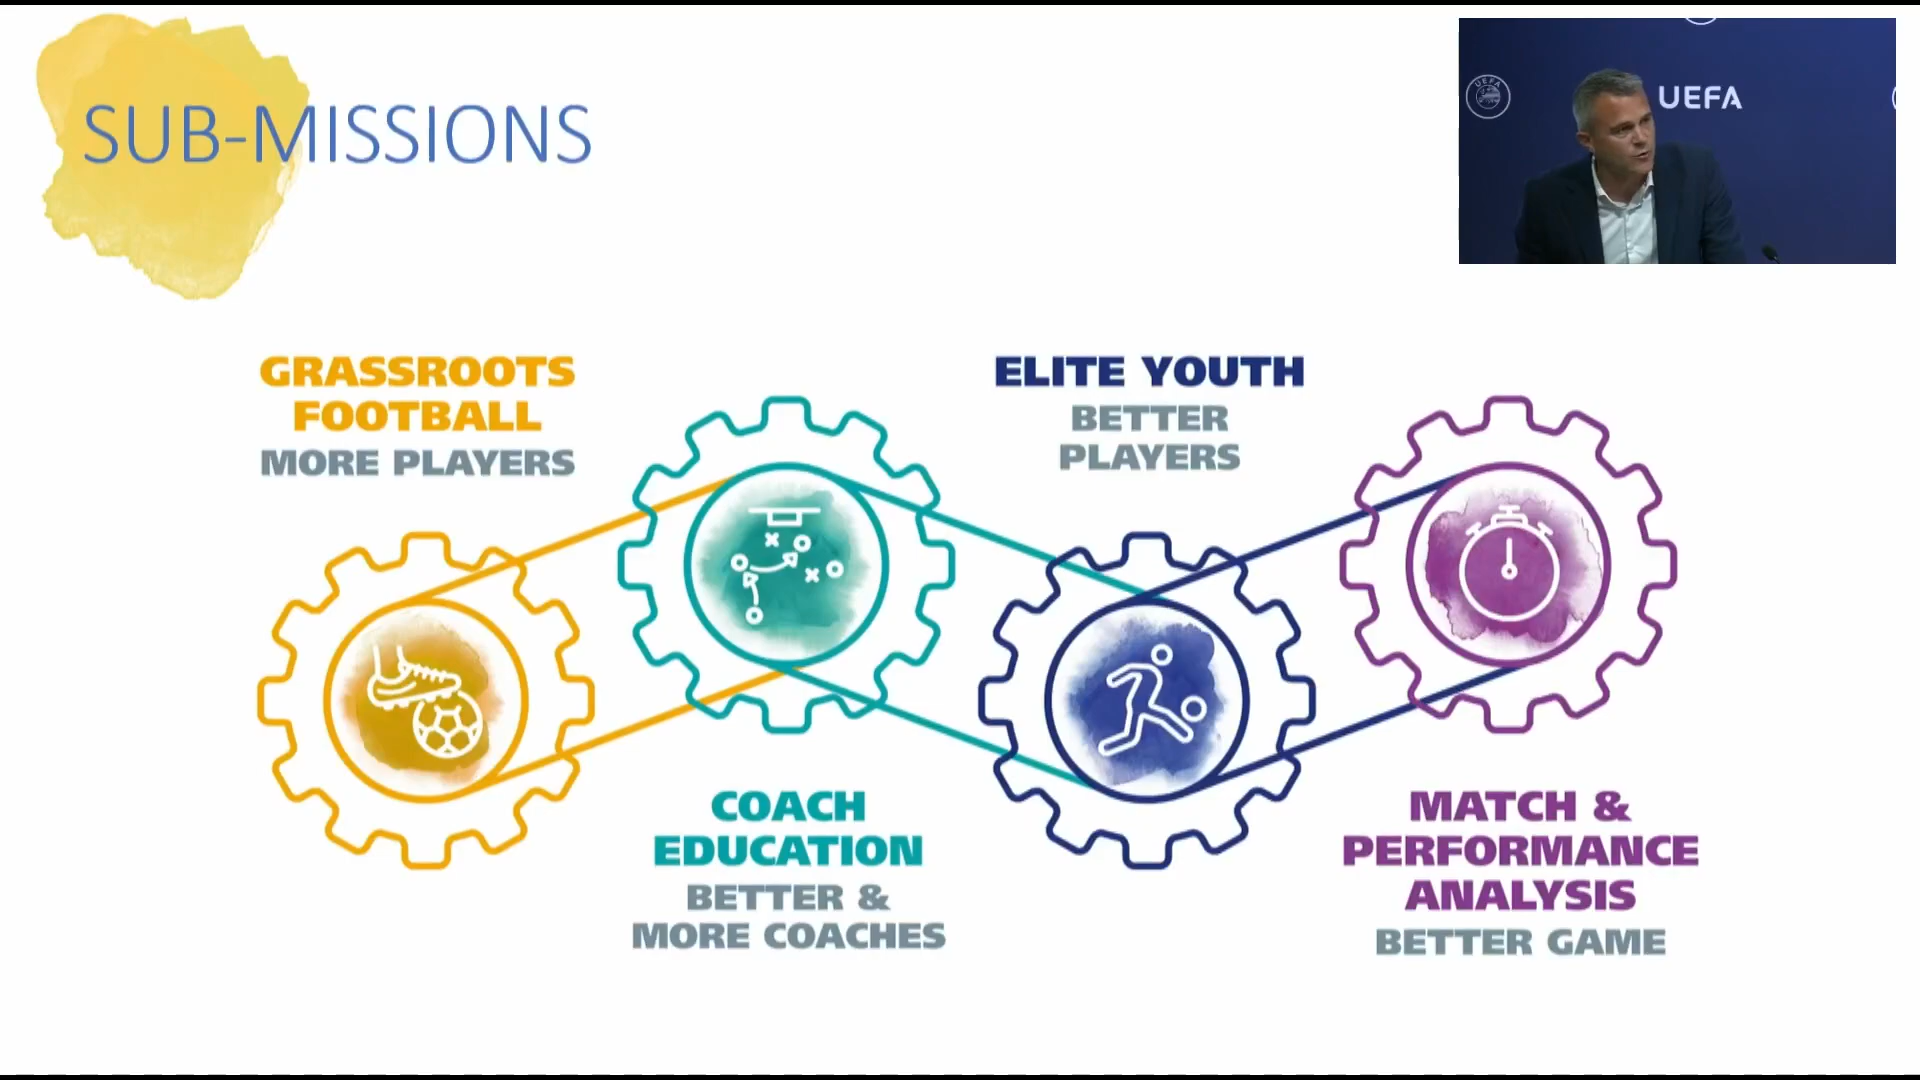 SUB-MISSIONS
UEFA
UEFA
GRASSROOTS
FOOTBALL
MORE PLAYERS
ELITE YOUTH
BETTER
PLAYERS
COACH
EDUCATION
BETTER &
MORE COACHES
MATCH &
PERFORMANCE
ANALYSIS
BETTER GAME